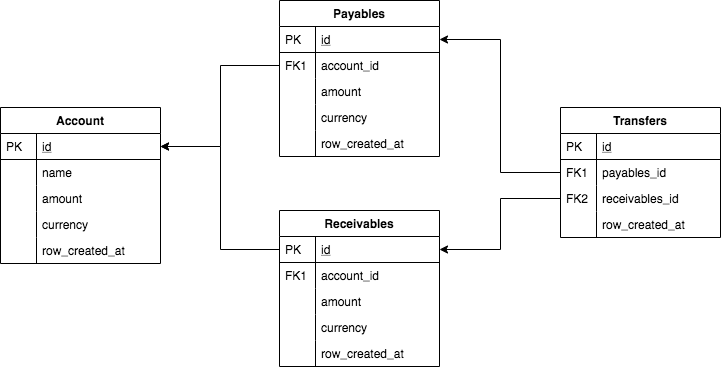 Payables
PK id
FK1 account_id
amount
currency
row_created_at
Account
PK id
name
amount
currency
row_created_at
Transfers
PK id
FK1 payables_id
FK2 receivables_id
row_created_at
Receivables
PK id
FK1 account_id
amount
currency
row_created_at